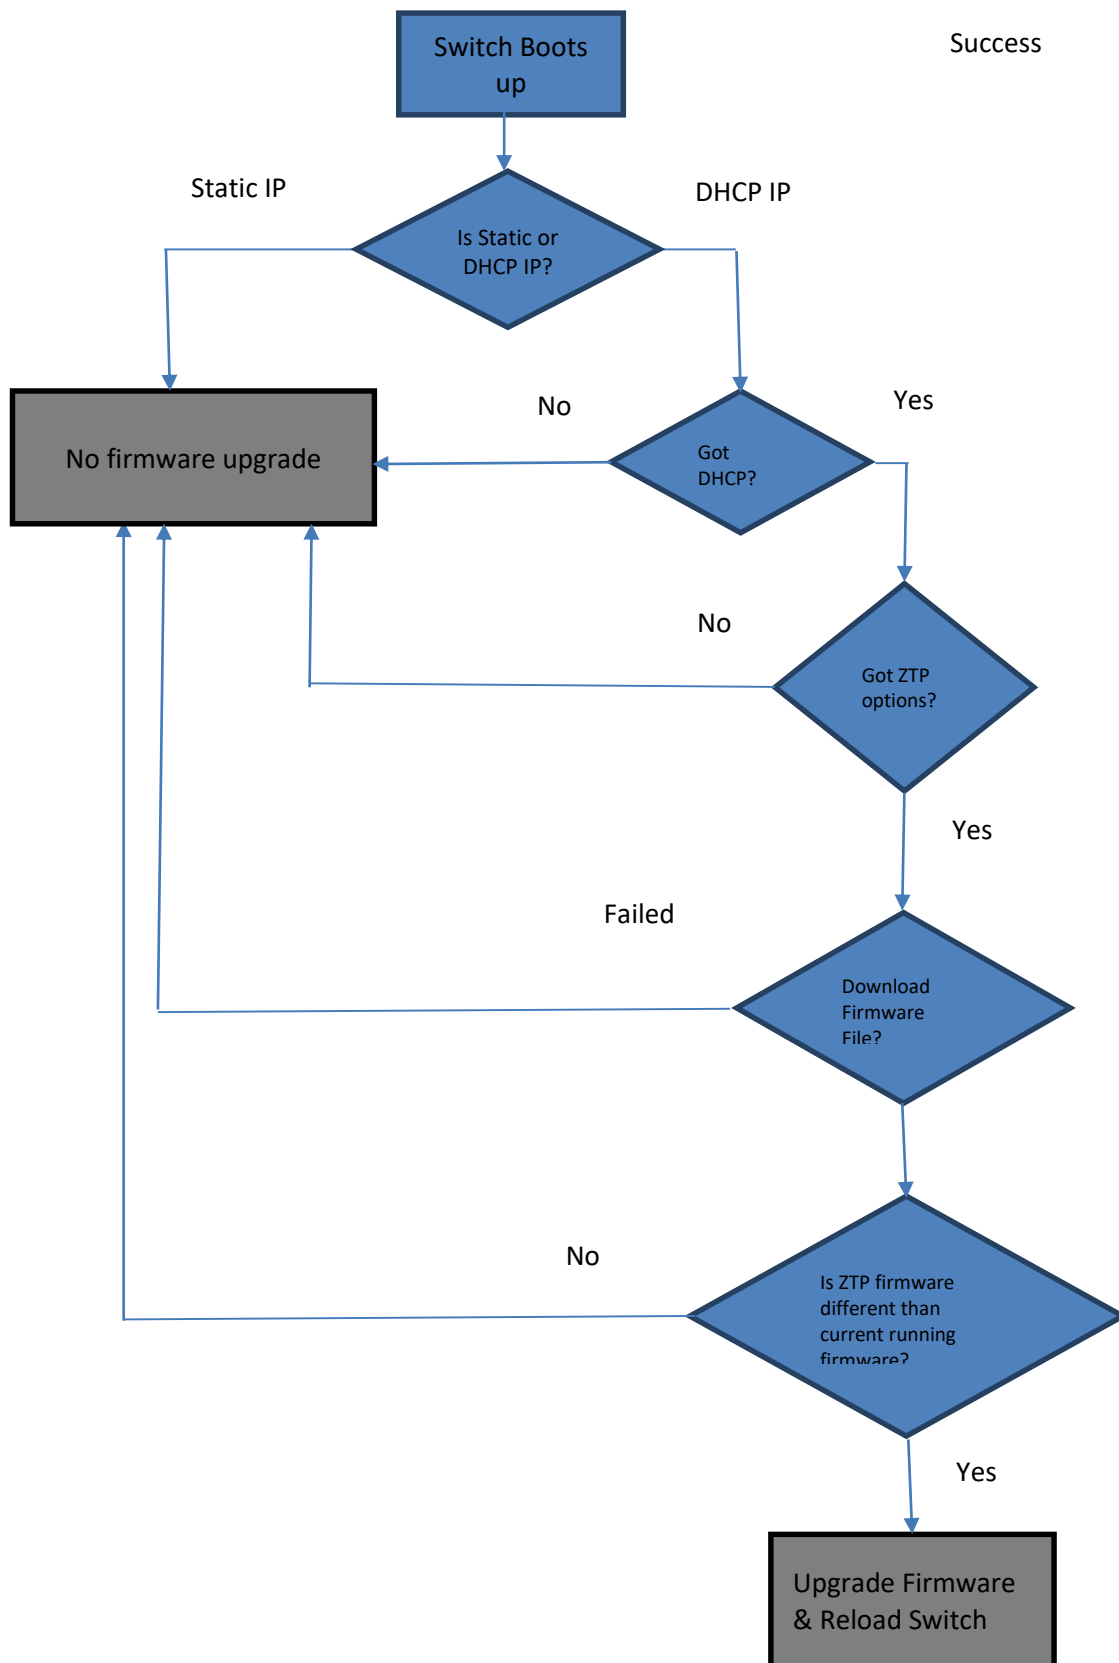 Switch Boots
up
Success
Static IP
DHCP IP
Is Static or
DHCP IP?
No
Yes
No firmware upgrade
Got
DHCP?
No
Got ZTP
options?
Yes
Failed
Download
Firmware
File?
No
Is ZTP firmware
different than
current running
firmware?
Yes
Upgrade Firmware
& Reload Switch